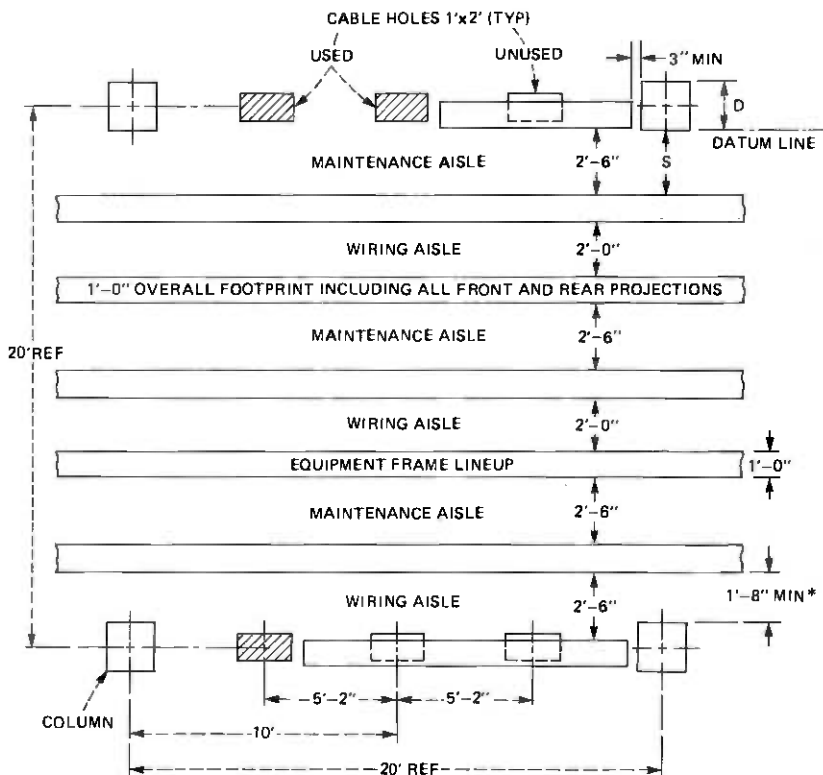 CABLE HOLES 1'x2' (TYP)
USED
UNUSED
3" MIN
D
DATUM LINE
MAINTENANCE AISLE
2'-6"
S
WIRING AISLE
2'-0"
1'-0" OVERALL FOOTPRINT INCLUDING ALL FRONT AND REAR PROJECTIONS
20' REF
MAINTENANCE AISLE
2'-6"
WIRING AISLE
2'-0"
EQUIPMENT FRAME LINEUP
1'-0"
MAINTENANCE AISLE
2'-6"
WIRING AISLE
2'-6"
1'-8" MIN*
COLUMN
5'-2"
5'-2"
10'
20' REF